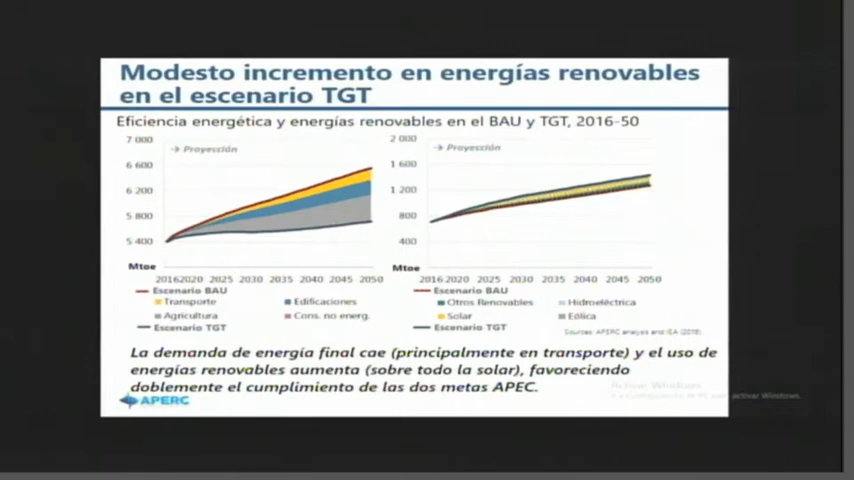 Modesto incremento en energías renovables
en el escenario TGT
Eficiencia energética y energías renovables en el BAU y TGT, 2016-50
7 000
6 600
6 200
5 800
5 400
Mtoe
→ Proyección
2016 2020 2025 2030 2035 2040 2045 2050
Escenario BAU
Transporte
Edificaciones
Agricultura
Cons. no energ.
Escenario TGT
2 000
1 600
1 200
800
400
Mtoe
→ Proyección
2016 2020 2025 2030 2035 2040 2045 2050
Escenario BAU
Otros Renovables
Hidroeléctrica
Solar
Eólica
Escenario TGT
Sources: APERC analysis and IEA (2018).
La demanda de energía final cae (principalmente en transporte) y el uso de
energías renovables aumenta (sobre todo la solar), favoreciendo
doblemente el cumplimiento de las dos metas APEC.
APERC
Activar Windows
activar Windows.